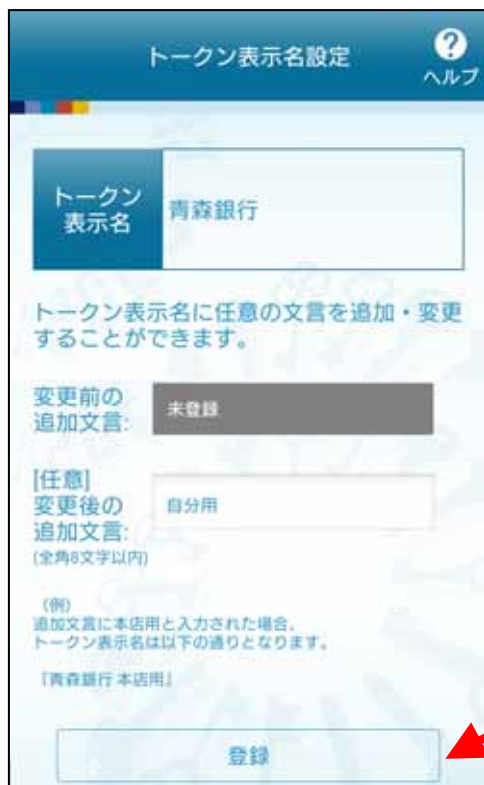 トークン表示名設定
?
ヘルプ
トークン
表示名
青森銀行
トークン表示名に任意の文言を追加・変更
することができます。
変更前の
追加文言:
未登録
[任意]
変更後の
追加文言:
(全角8文字以内)
自分用
(例)
追加文言に本店用と入力された場合、
トークン表示名は以下の通りとなります。
『青森銀行 本店用』
登録